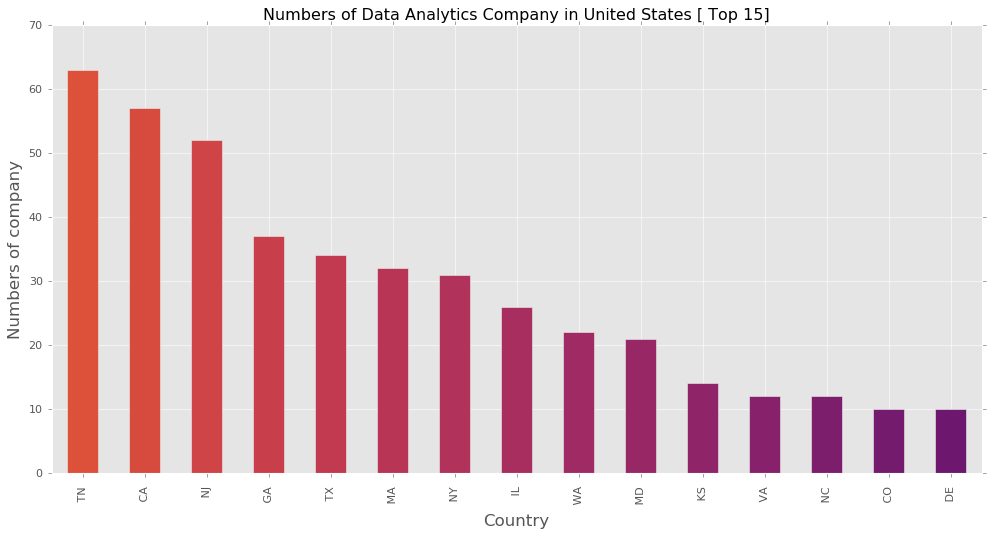 Numbers of Data Analytics Company in United States [ Top 15]
Numbers of company
70
60
50
40
30
20
10
0
TN
CA
NJ
GA
TX
MA
NY
IL
WA
MD
KS
VA
NC
CO
DE
Country